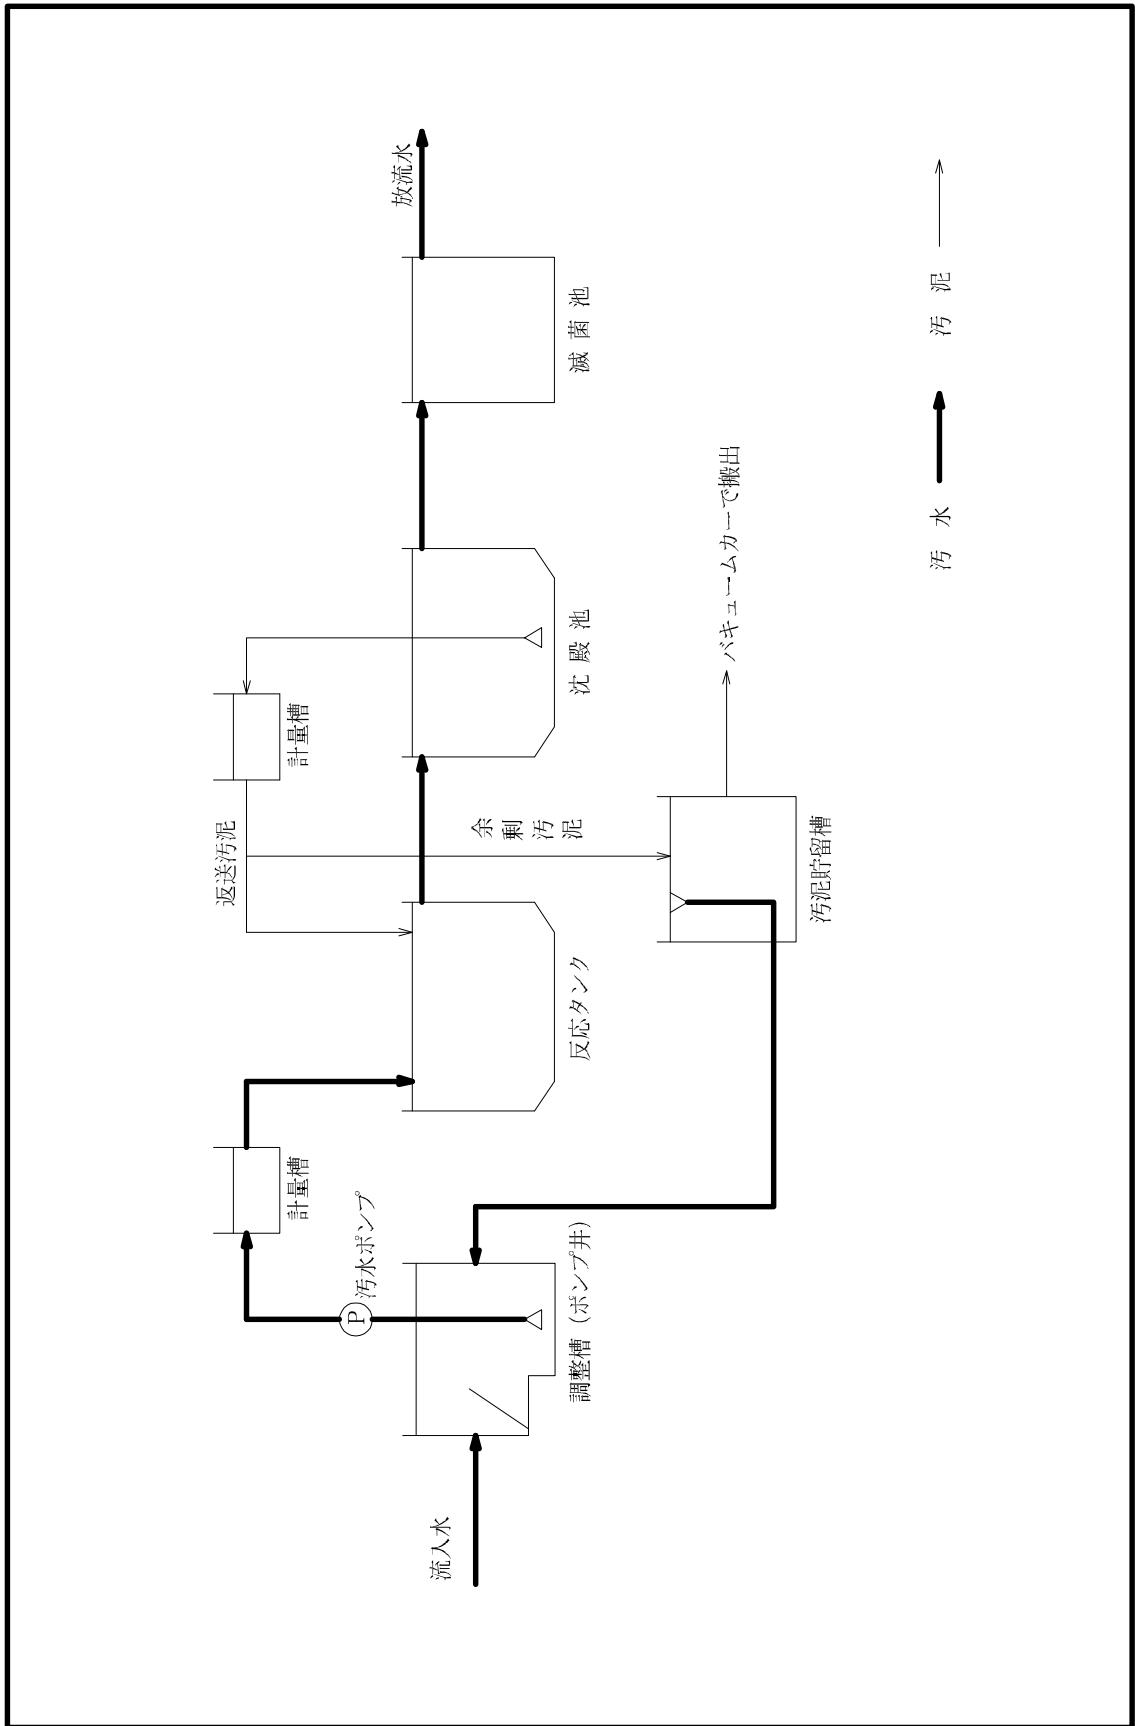 流入水
調整槽（ポンプ井）
P
汚水ポンプ
計量槽
反応タンク
返送汚泥
計量槽
余
剰
汚
泥
沈殿池
滅菌池
放流水
汚泥貯留槽
バキュームカーで搬出
汚水
汚泥